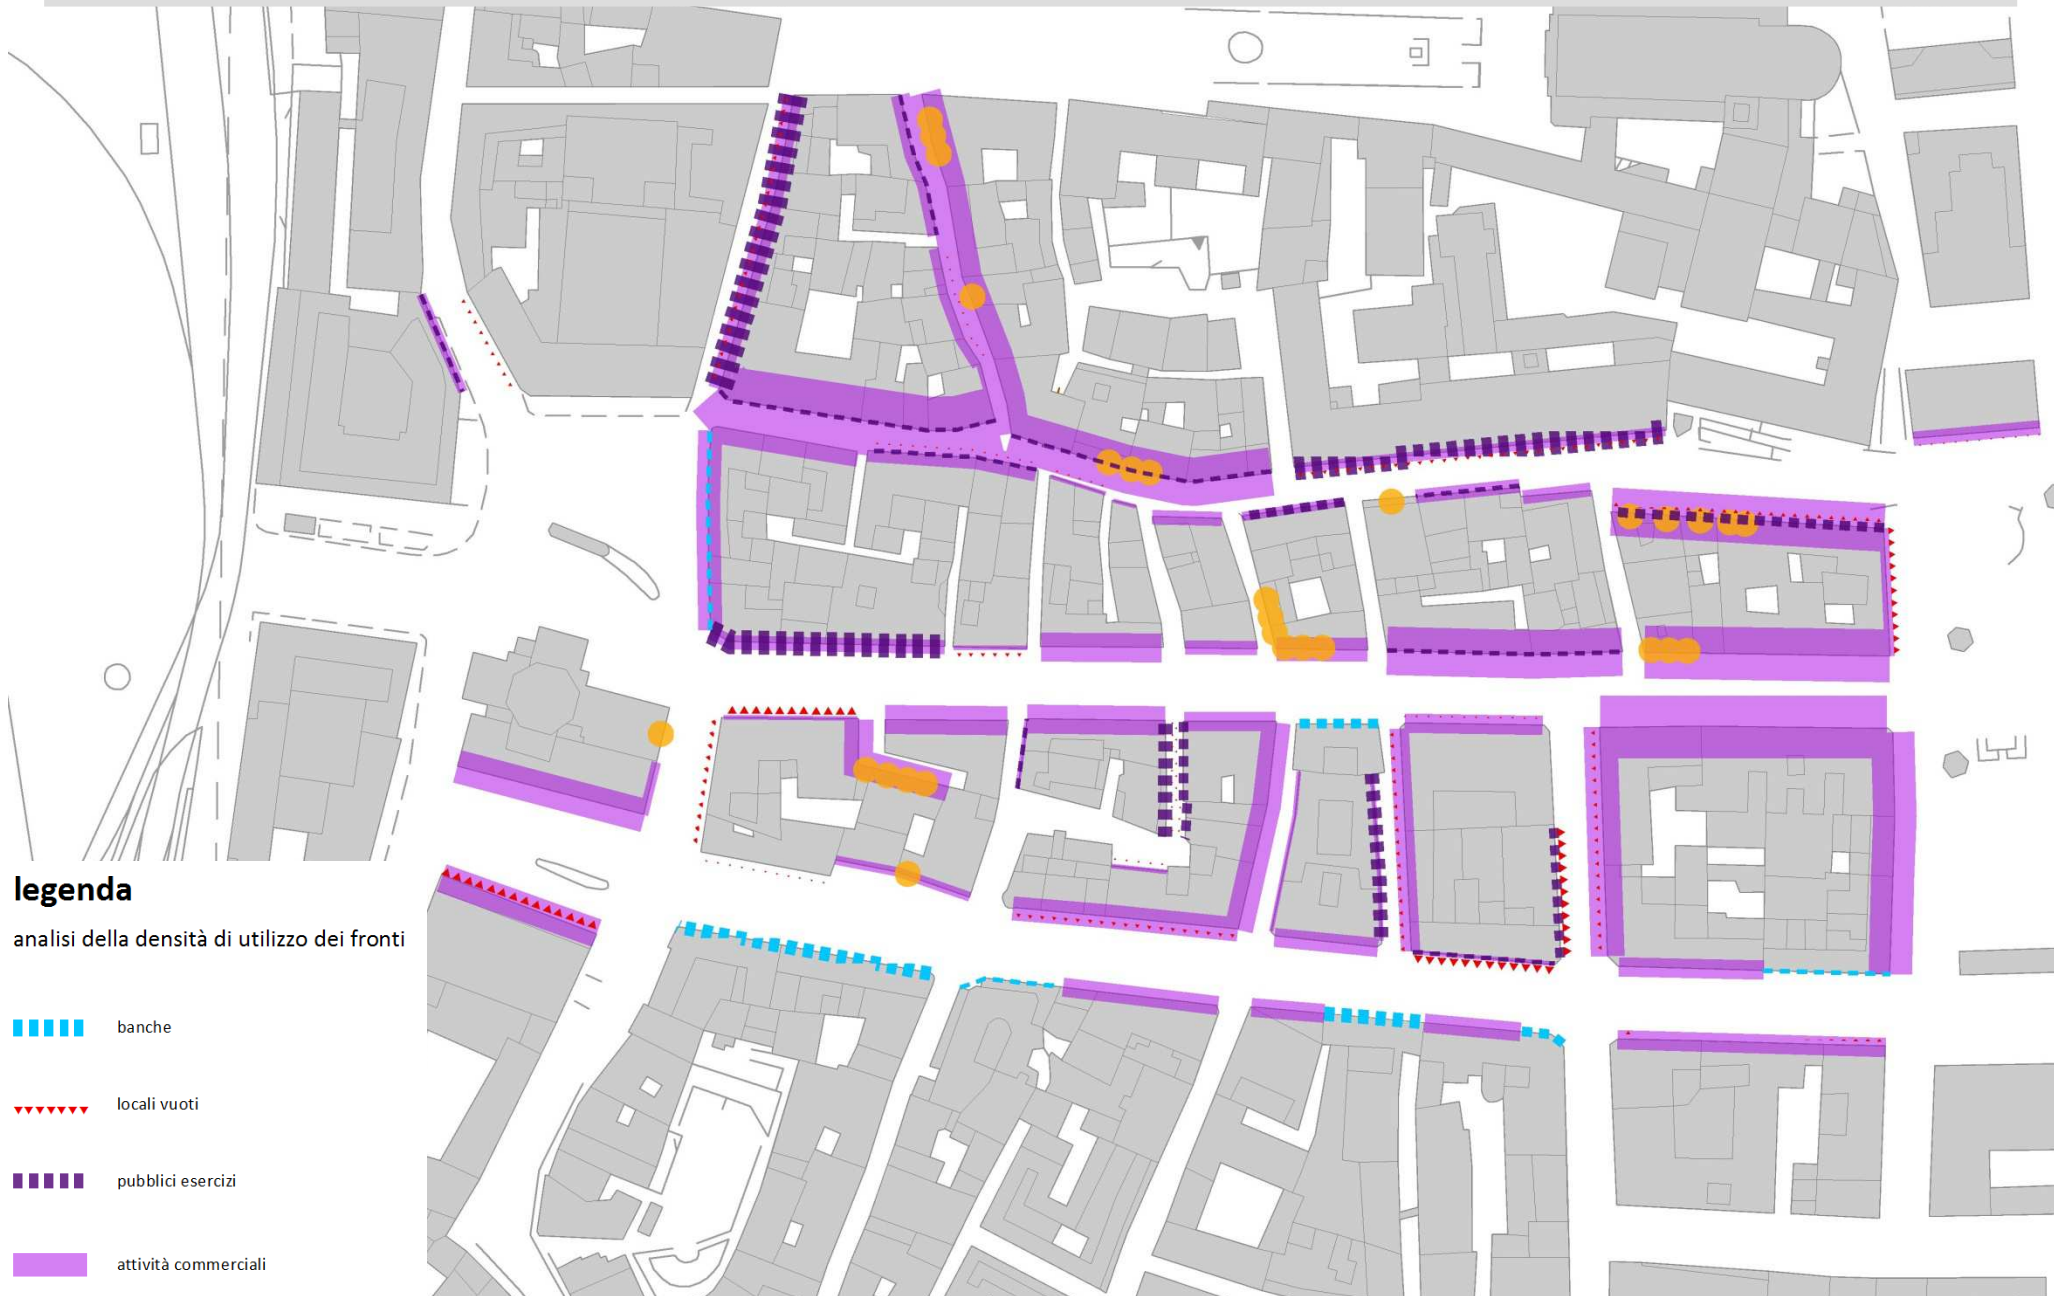 legenda
analisi della densità di utilizzo dei fronti
banche
locali vuoti
pubblici esercizi
attività commerciali